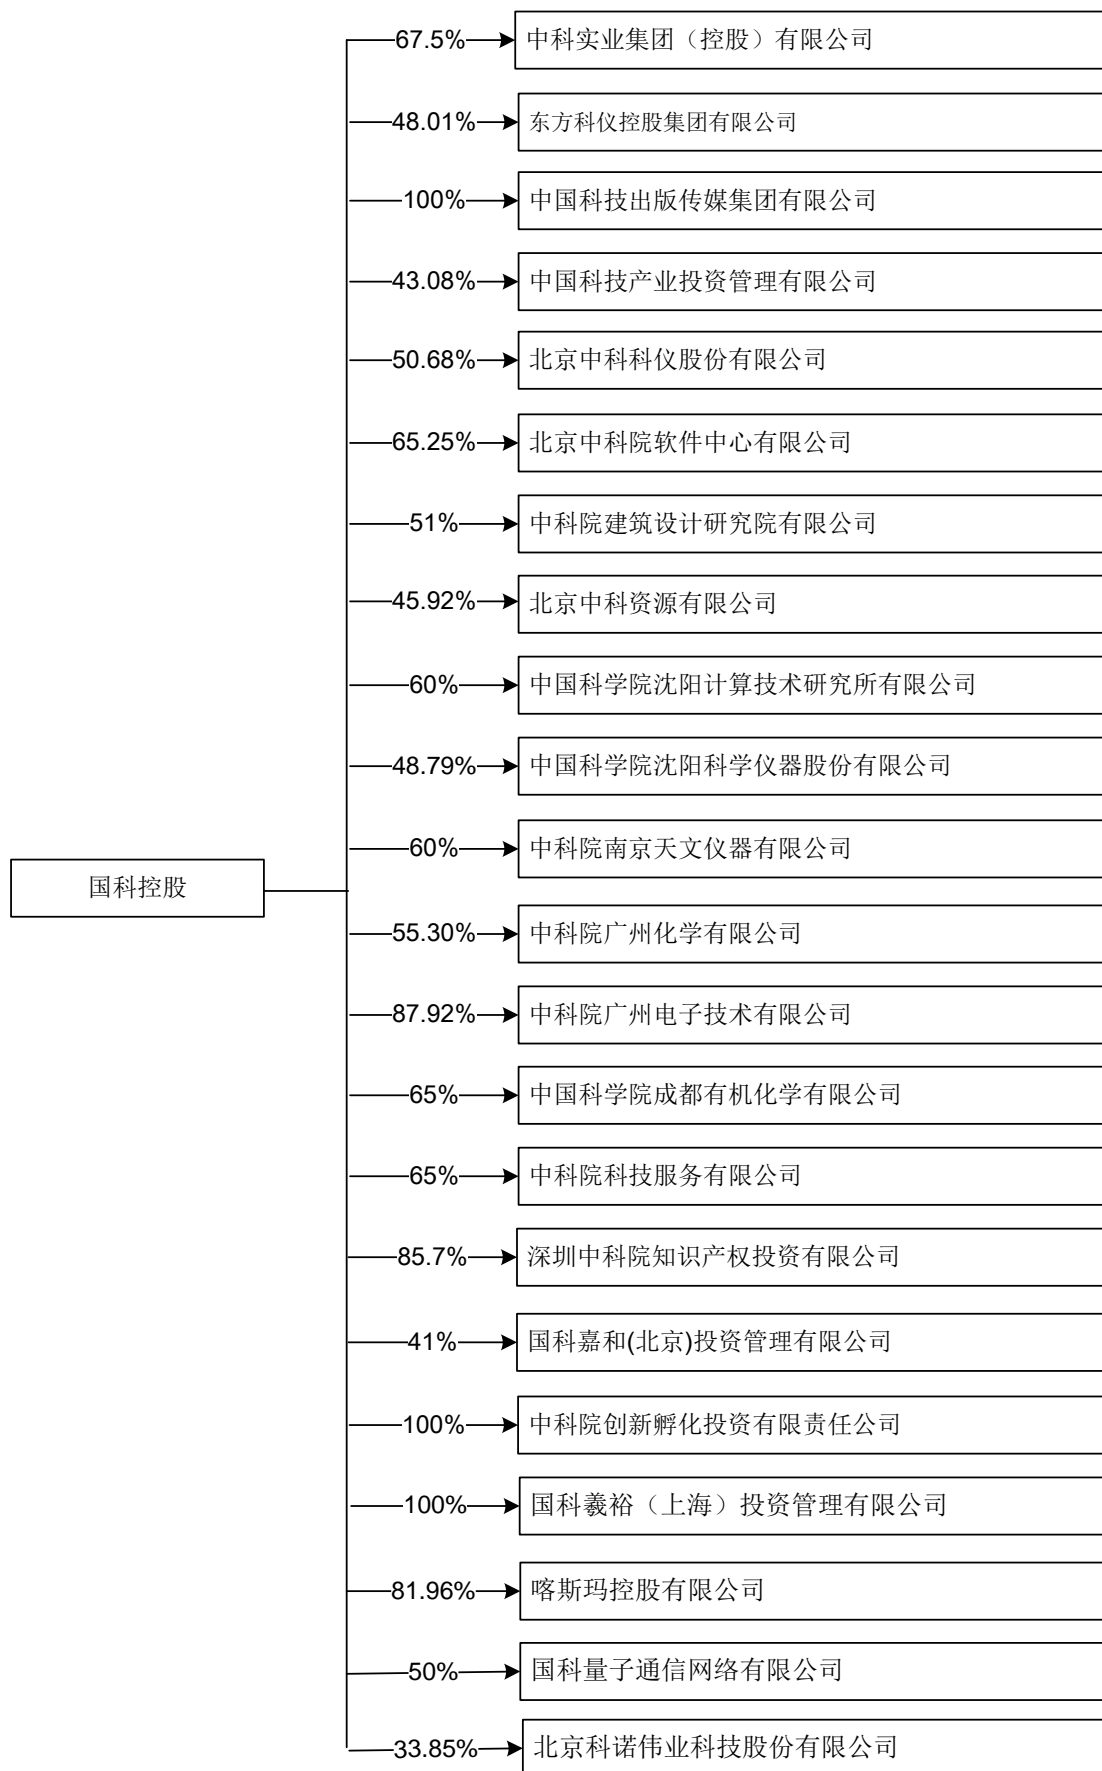 67.5% 中科实业集团（控股）有限公司
48.01% 东方科仪控股集团有限公司
100% 中国科技出版传媒集团有限公司
43.08% 中国科技产业投资管理有限公司
50.68% 北京中科科仪股份有限公司
65.25% 北京中科院软件中心有限公司
51% 中科院建筑设计研究院有限公司
45.92% 北京中科资源有限公司
60% 中国科学院沈阳计算技术研究所有限公司
48.79% 中国科学院沈阳科学仪器股份有限公司
60% 中科院南京天文仪器有限公司
国科控股
55.30% 中科院广州化学有限公司
87.92% 中科院广州电子技术有限公司
65% 中国科学院成都有机化学有限公司
65% 中科院科技服务有限公司
85.7% 深圳中科院知识产权投资有限公司
41% 国科嘉和(北京)投资管理有限公司
100% 中科院创新孵化投资有限责任公司
100% 国科羲裕（上海）投资管理有限公司
81.96% 喀斯玛控股有限公司
50% 国科量子通信网络有限公司
33.85% 北京科诺伟业科技股份有限公司